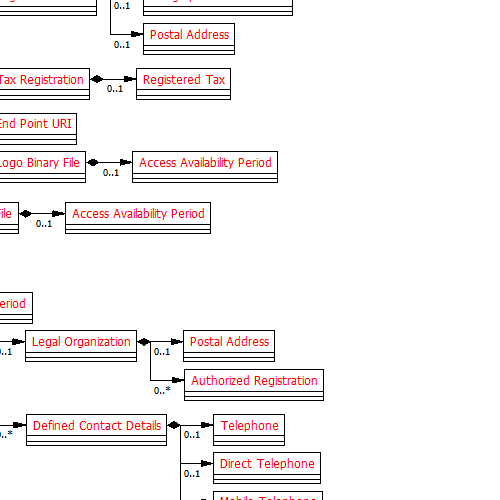 0..1
Postal Address
0..1
Tax Registration
Registered Tax
0..1
End Point URI
Logo Binary File
Access Availability Period
0..1
File
Access Availability Period
0..1
eriod
Legal Organization
Postal Address
0..1
0..1
Authorized Registration
0..*
Defined Contact Details
Telephone
0..*
0..1
Direct Telephone
0..1
Mobile Telephone